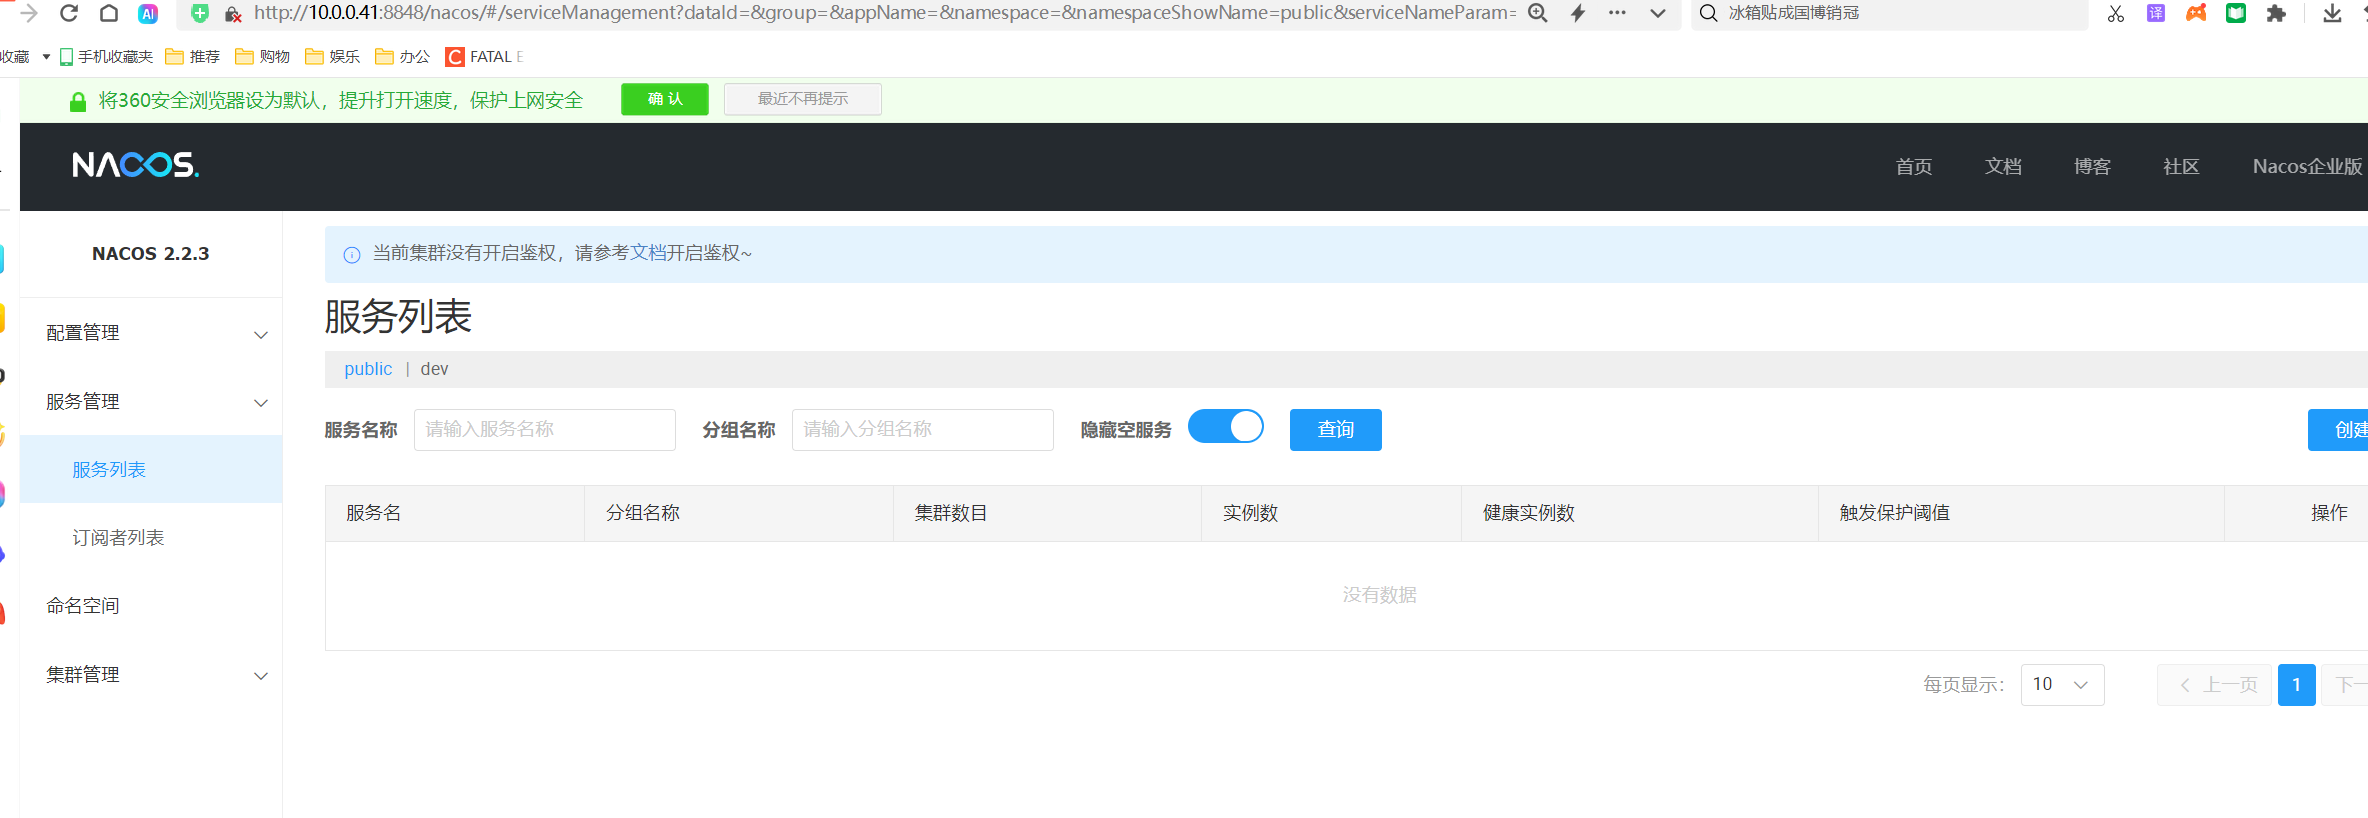 AI http://10.0.0.41:8848/nacos/#/serviceManagement?dataId=&group=&appName=&namespace=&namespaceShowName=public&serviceNameParam= 冰箱贴成国博销冠 译
收藏 手机收藏夹 推荐 购物 娱乐 办公 C FATAL E
将360安全浏览器设为默认，提升打开速度，保护上网安全 确 认 最近不再提示
NACOS. 首页 文档 博客 社区 Nacos企业版
NACOS 2.2.3
当前集群没有开启鉴权，请参考文档开启鉴权~
服务列表
配置管理
public | dev
服务管理
服务名称 请输入服务名称 分组名称 请输入分组名称 隐藏空服务 查询 创建
服务列表
服务名 分组名称 集群数目 实例数 健康实例数 触发保护阈值 操作
订阅者列表
没有数据
命名空间
集群管理
每页显示： 10 上一页 1 下一